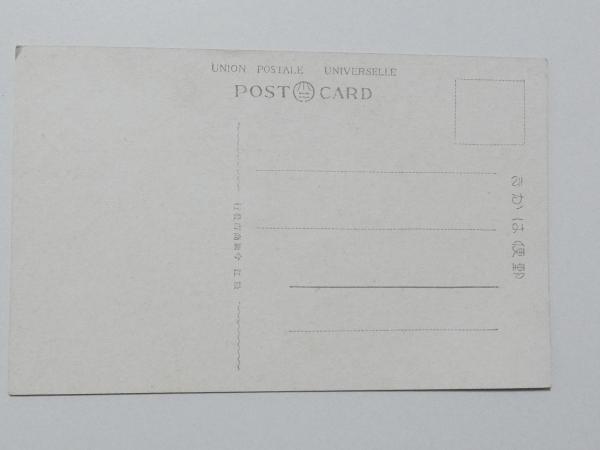 UNION POSTALE UNIVERSELLE
POST CARD
郵便はかき